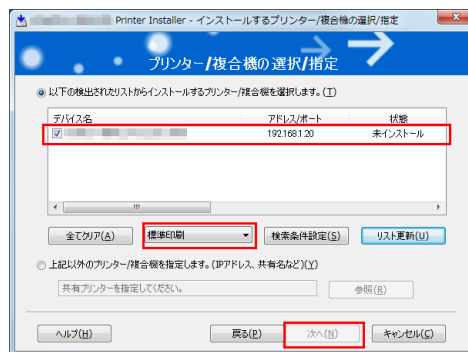 Printer Installer - インストールするプリンター/複合機の選択/指定
プリンター/複合機の選択/指定
以下の検出されたリストからインストールするプリンター/複合機を選択します。(T)
デバイス名 アドレス/ポート 状態
192.168.1.20 未インストール
全てクリア(A) 標準印刷 検索条件設定(S) リスト更新(U)
上記以外のプリンター/複合機を指定します。(IPアドレス、共有名など)(Y)
共有プリンターを指定してください。 参照(R)
ヘルプ(H) 戻る(P) 次へ(N) キャンセル(C)